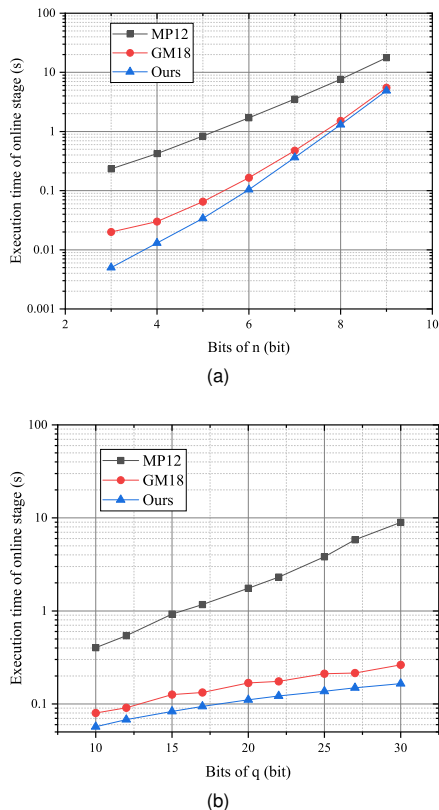 100
10
1
0.1
0.01
0.001
Execution time of online stage (s)
MP12
GM18
Ours
2 4 6 8 10
Bits of n (bit)
(a)
100
10
1
0.1
Execution time of online stage (s)
MP12
GM18
Ours
10 15 20 25 30
Bits of q (bit)
(b)